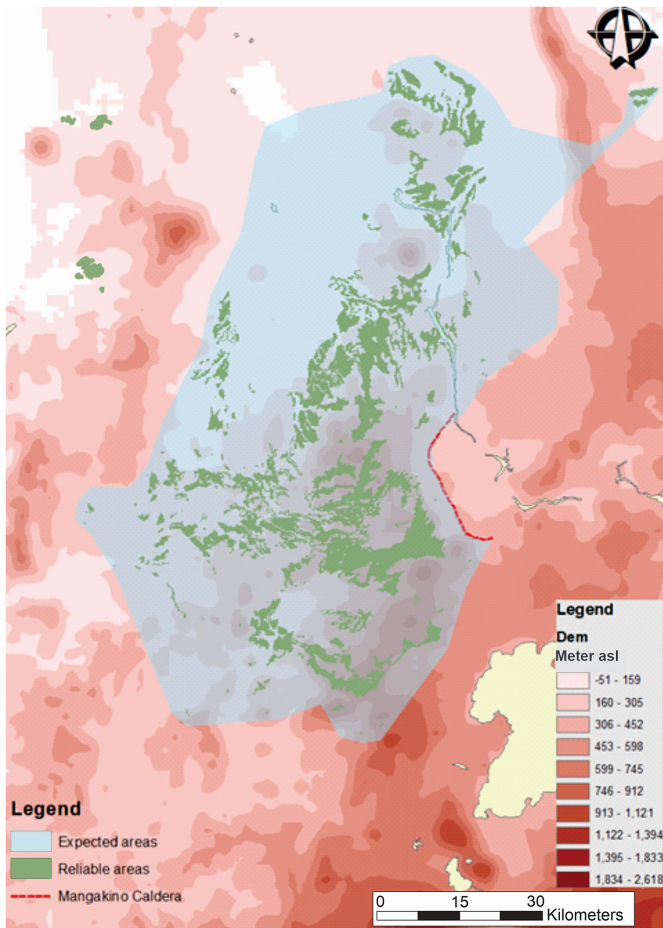 Legend
Dem
Meter asl
-51 - 159
160 - 305
306 - 452
453 - 598
599 - 745
746 - 912
913 - 1,121
1,122 - 1,394
1,395 - 1,833
1,834 - 2,618
Legend
Expected areas
Reliable areas
Mangakino Caldera
0 15 30
Kilometers